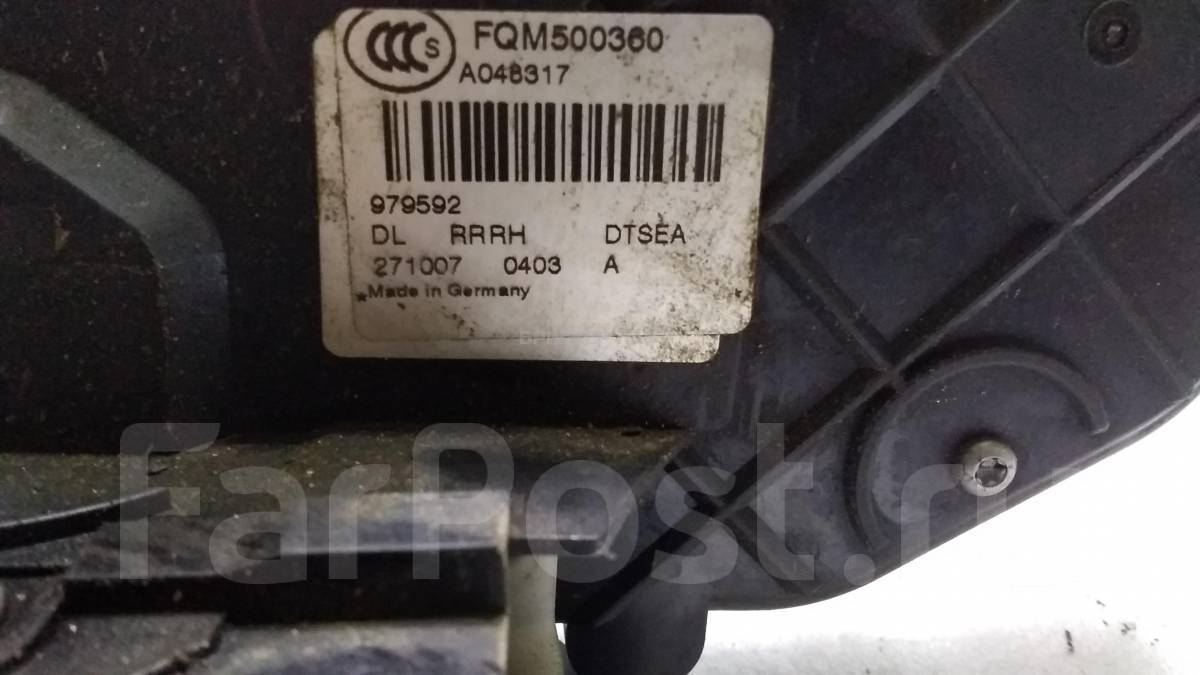 CCC S FQM500360
A048317
979592
DL RRRH DTSEA
271007 0403 A
*Made in Germany
FarPost.ru